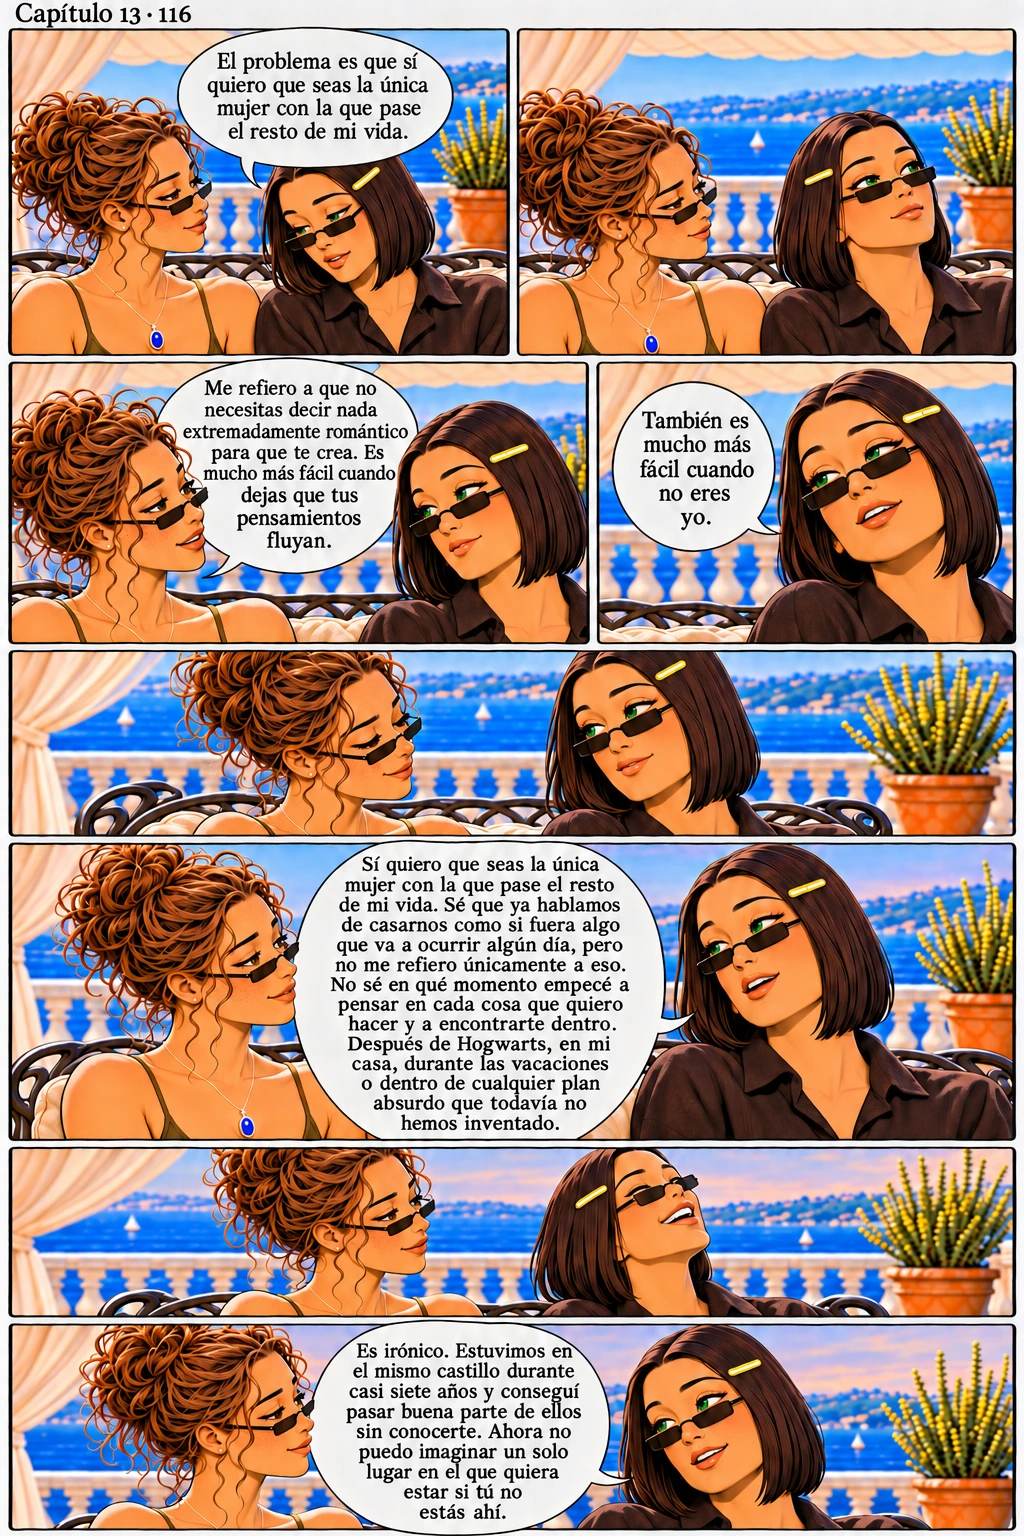 Capítulo 13 · 116
El problema es que sí
quiero que seas la única
mujer con la que pase
el resto de mi vida.
Me refiero a que no
necesitas decir nada
extremadamente romántico
para que te crea. Es
mucho más fácil cuando
dejas que tus
pensamientos
fluyan.
También es
mucho más
fácil cuando
no eres
yo.
Sí quiero que seas la única
mujer con la que pase el resto
de mi vida. Sé que ya hablamos
de casarnos como si fuera algo
que va a ocurrir algún día, pero
no me refiero únicamente a eso.
No sé en qué momento empecé a
pensar en cada cosa que quiero
hacer y a encontrarte dentro.
Después de Hogwarts, en mi
casa, durante las vacaciones
o dentro de cualquier plan
absurdo que todavía no
hemos inventado.
Es irónico. Estuvimos en
el mismo castillo durante
casi siete años y conseguí
pasar buena parte de ellos
sin conocerte. Ahora no
puedo imaginar un solo
lugar en el que quiera
estar si tú no
estás ahí.